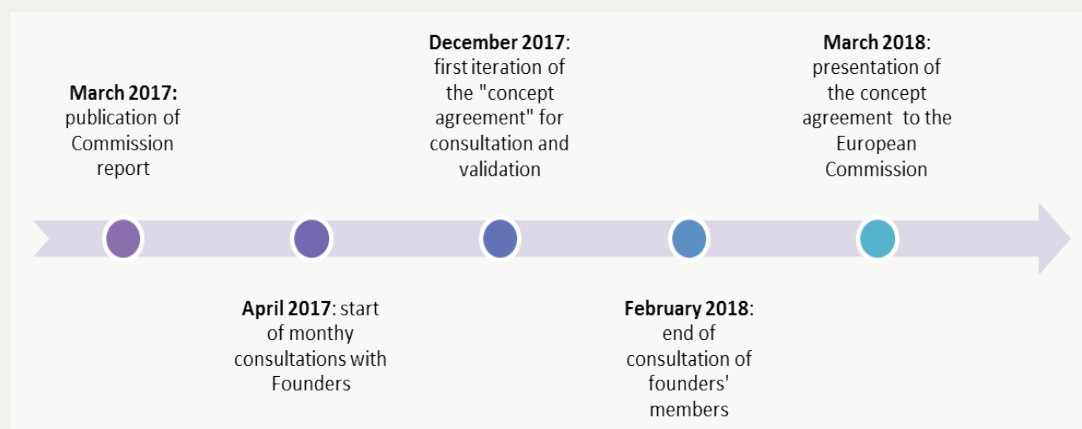 March 2017:
publication of
Commission
report
April 2017: start
of monthy
consultations with
Founders
December 2017:
first iteration of
the "concept
agreement" for
consultation and
validation
February 2018:
end of
consultation of
founders'
members
March 2018:
presentation of
the concept
agreement to the
European
Commission